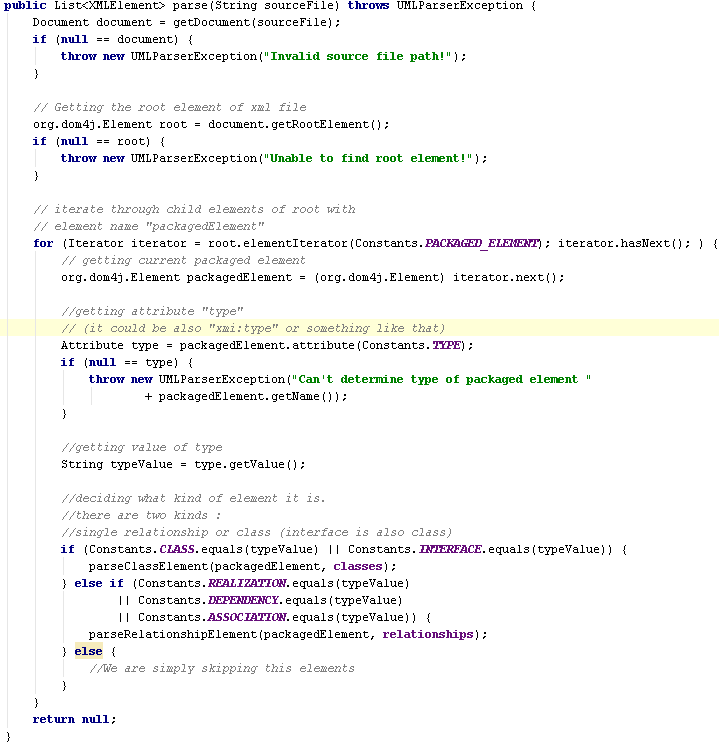 public List<XMLElement> parse(String sourceFile) throws UMLParserException {
    Document document = getDocument(sourceFile);
    if (null == document) {
        throw new UMLParserException("Invalid source file path!");
    }

    // Getting the root element of xml file
    org.dom4j.Element root = document.getRootElement();
    if (null == root) {
        throw new UMLParserException("Unable to find root element!");
    }

    // iterate through child elements of root with
    // element name "packagedElement"
    for (Iterator iterator = root.elementIterator(Constants.PACKAGED_ELEMENT); iterator.hasNext(); ) {
        // getting current packaged element
        org.dom4j.Element packagedElement = (org.dom4j.Element) iterator.next();

        //getting attribute "type"
        // (it could be also "xmi:type" or something like that)
        Attribute type = packagedElement.attribute(Constants.TYPE);
        if (null == type) {
            throw new UMLParserException("Can't determine type of packaged element "
                    + packagedElement.getName());
        }

        //getting value of type
        String typeValue = type.getValue();

        //deciding what kind of element it is.
        //there are two kinds :
        //single relationship or class (interface is also class)
        if (Constants.CLASS.equals(typeValue) || Constants.INTERFACE.equals(typeValue)) {
            parseClassElement(packagedElement, classes);
        } else if (Constants.REALIZATION.equals(typeValue)
                || Constants.DEPENDENCY.equals(typeValue)
                || Constants.ASSOCIATION.equals(typeValue)) {
            parseRelationshipElement(packagedElement, relationships);
        } else {
            //We are simply skipping this elements
        }
    }
    return null;
}